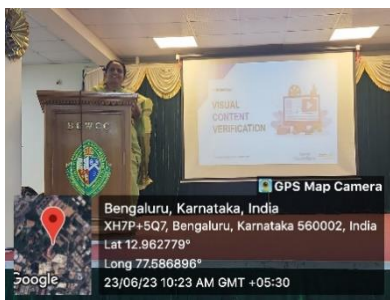 BEWCC
VISUAL
CONTENT
VERIFICATION
GPS Map Camera
Bengaluru, Karnataka, India
XH7P+5Q7, Bengaluru, Karnataka 560002, India
Lat 12.962779°
Long 77.586896°
23/06/23 10:23 AM GMT +05:30
Google